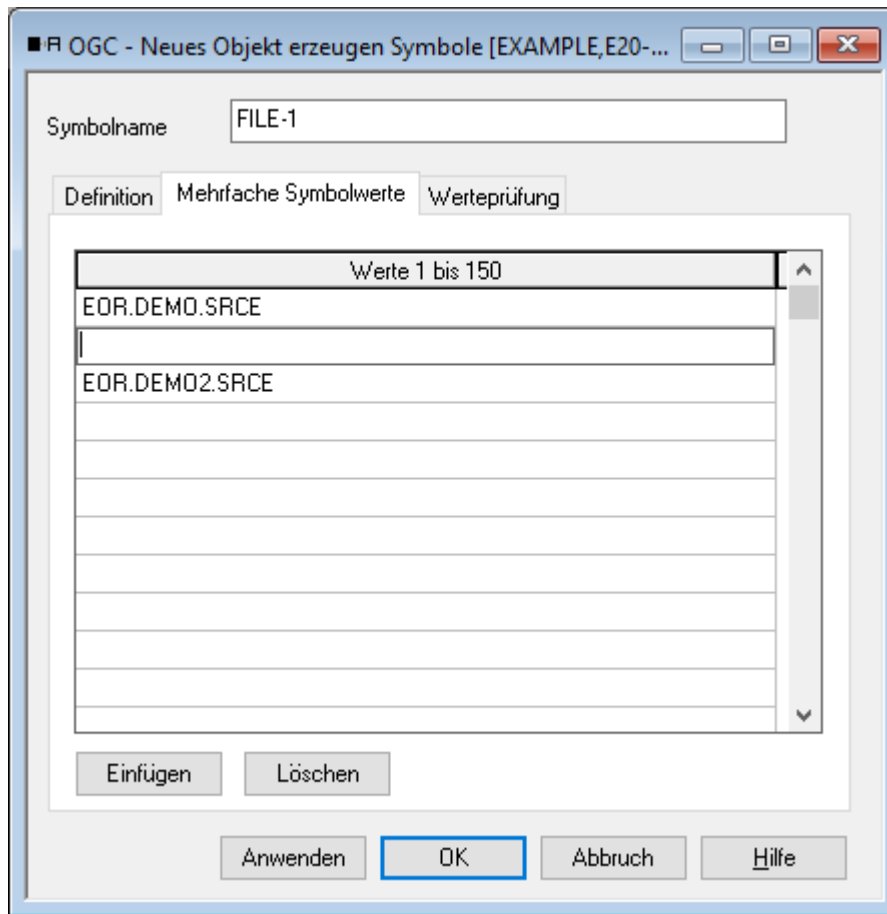 OGC - Neues Objekt erzeugen Symbole [EXAMPLE,E20-...
Symbolname FILE-1
Definition Mehrfache Symbolwerte Werteprüfung
Werte 1 bis 150
EOR.DEMO.SRCE
EOR.DEMO2.SRCE
Einfügen Löschen
Anwenden OK Abbruch Hilfe